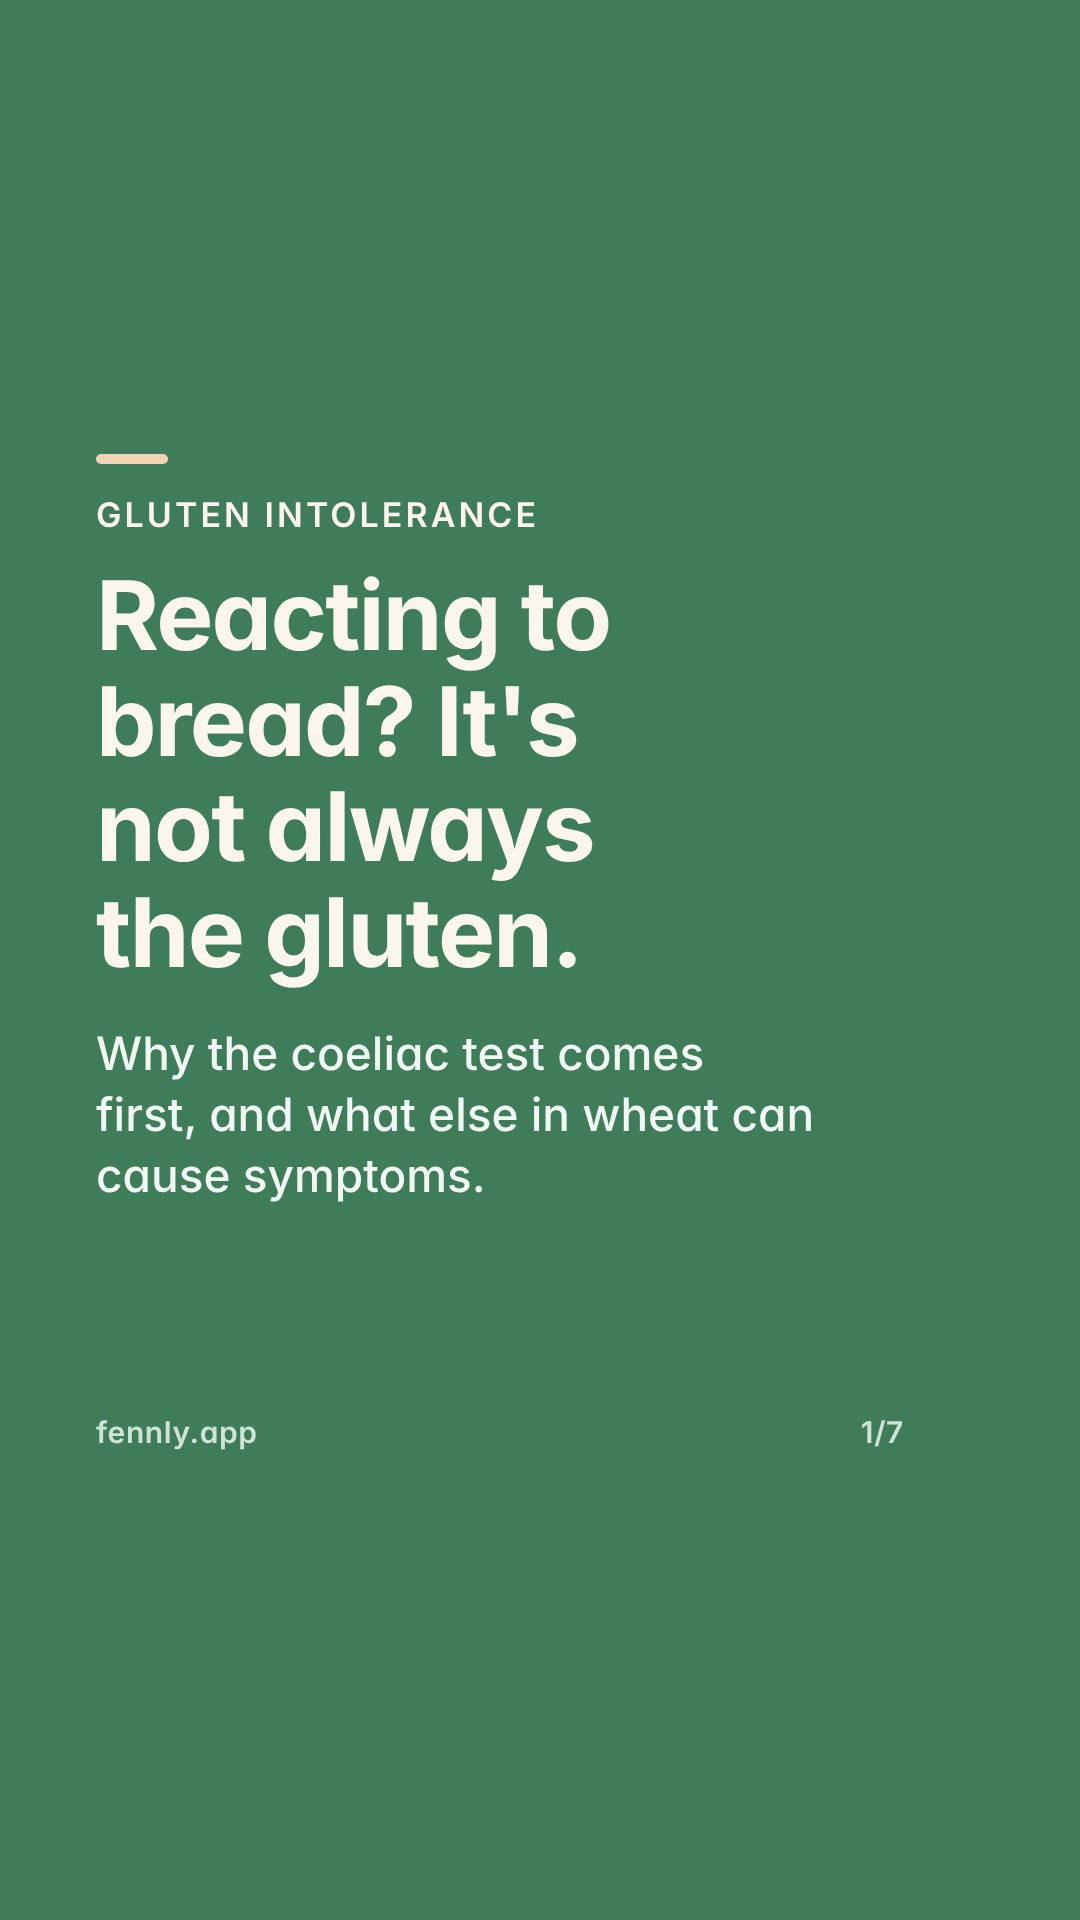 GLUTEN INTOLERANCE
Reacting to
bread? It's
not always
the gluten.
Why the coeliac test comes
first, and what else in wheat can
cause symptoms.
fennly.app
1/7